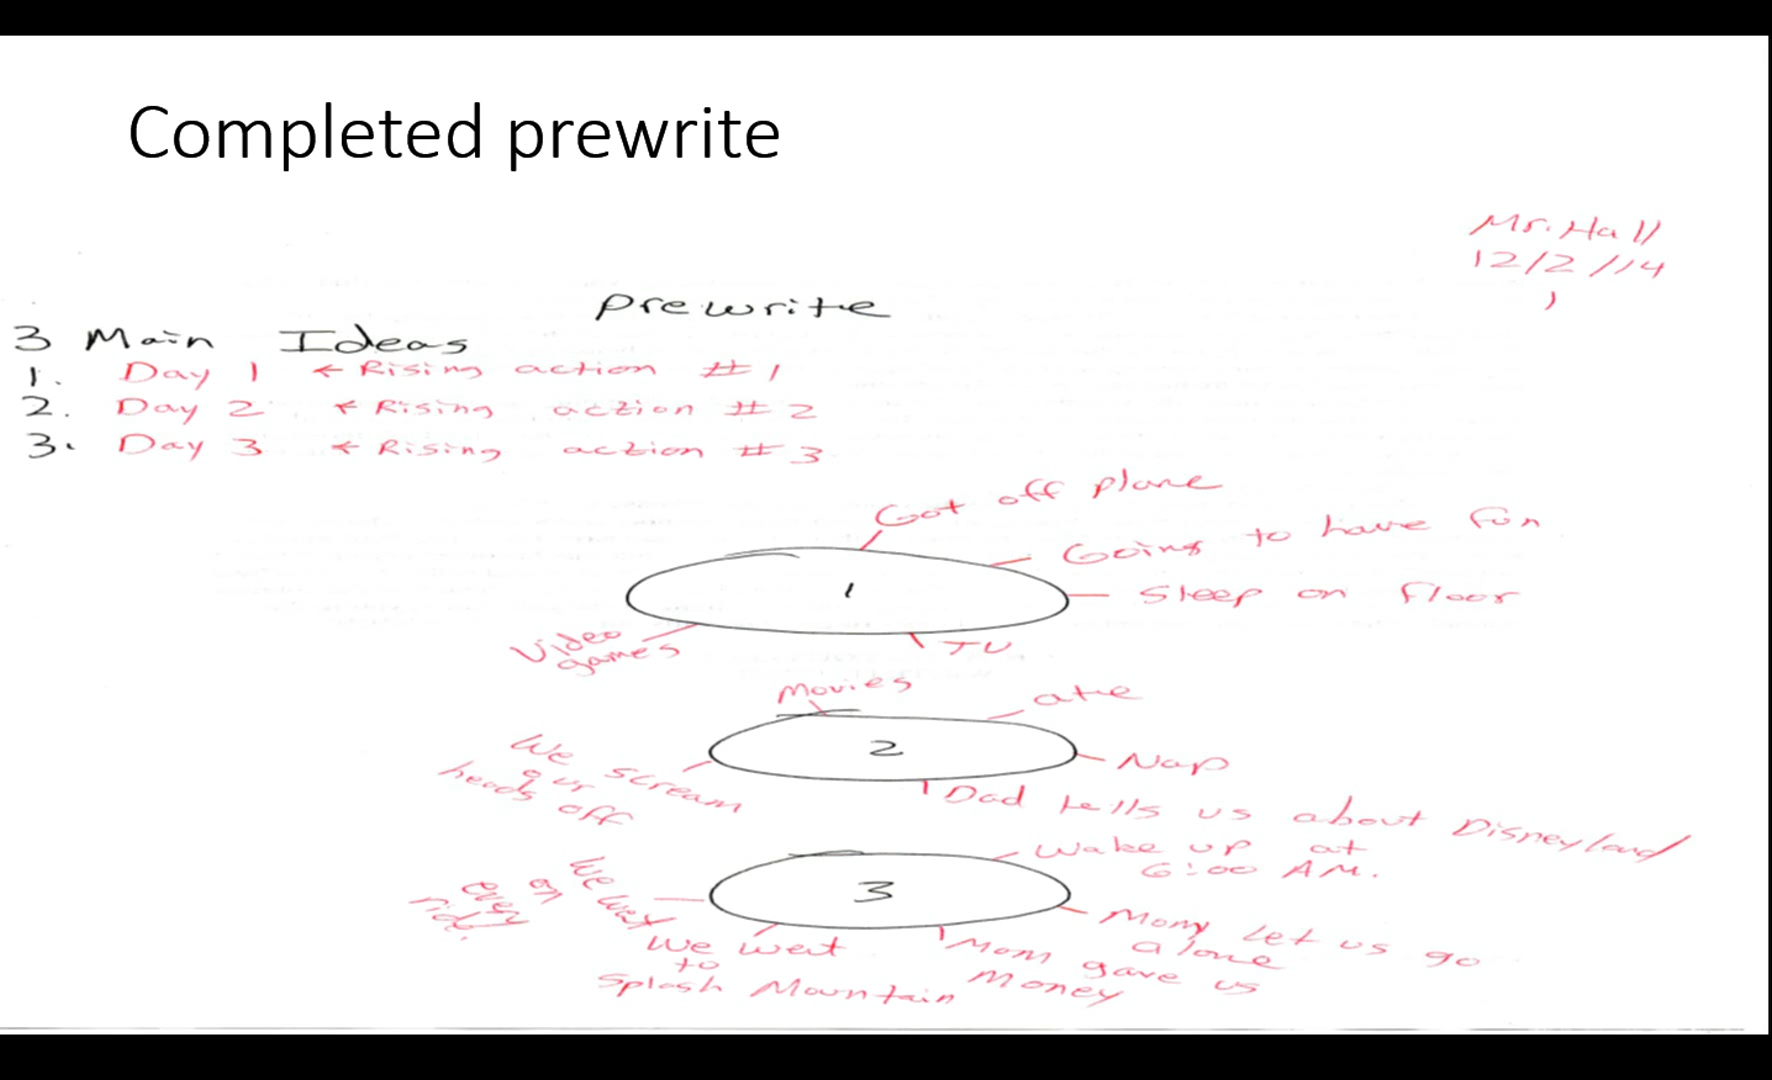 Completed prewrite
Mr. Hall
12/2/14
1
Prewrite
3 Main Ideas
1. Day 1 ← Rising action #1
2. Day 2 ← Rising action #2
3. Day 3 ← Rising action #3
Got off plane
Going to have fun
1
Sleep on floor
Video
games
TV
Movies
ate
2
Nap
We scream
our
heads off
Dad tells us about Disneyland
Wake up at
6:00 AM.
3
We went
on
every
ride.
Mom let us go
alone
Mom gave us
money
We went
to
Splash Mountain